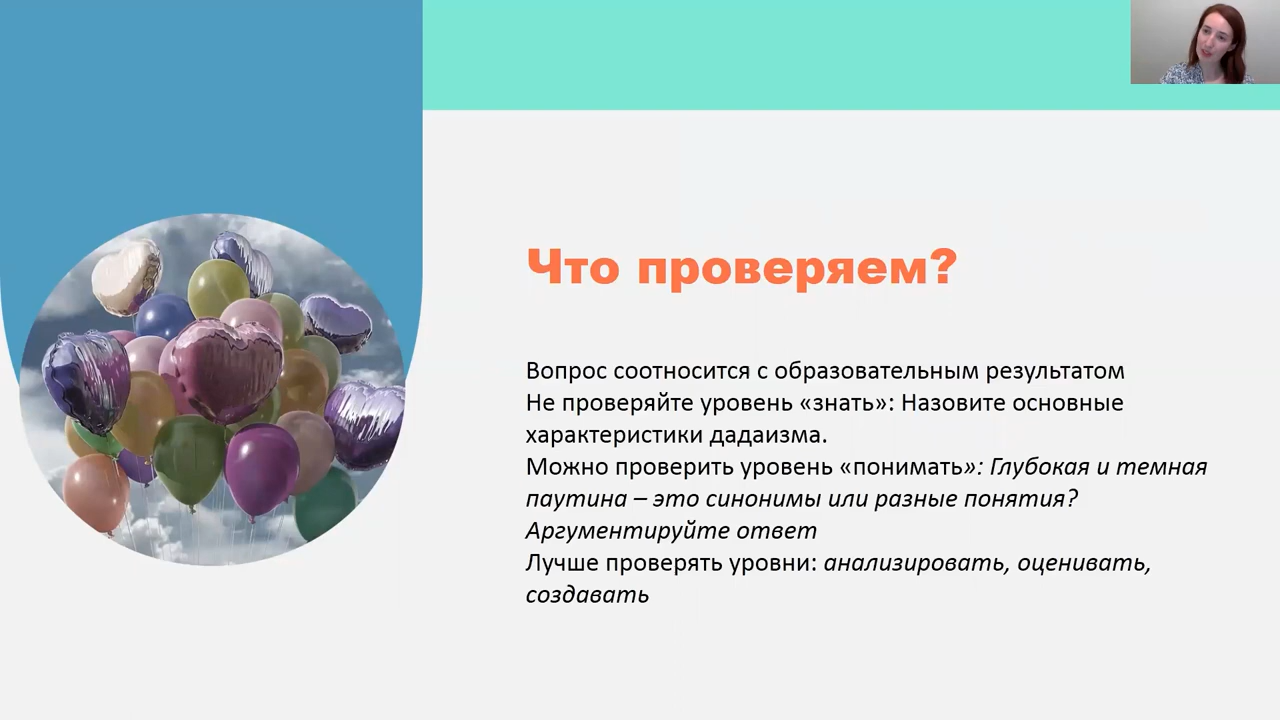 Что проверяем?
Вопрос соотносится с образовательным результатом
Не проверяйте уровень «знать»: Назовите основные
характеристики дадаизма.
Можно проверить уровень «понимать»: Глубокая и темная
паутина – это синонимы или разные понятия?
Аргументируйте ответ
Лучше проверять уровни: анализировать, оценивать,
создавать